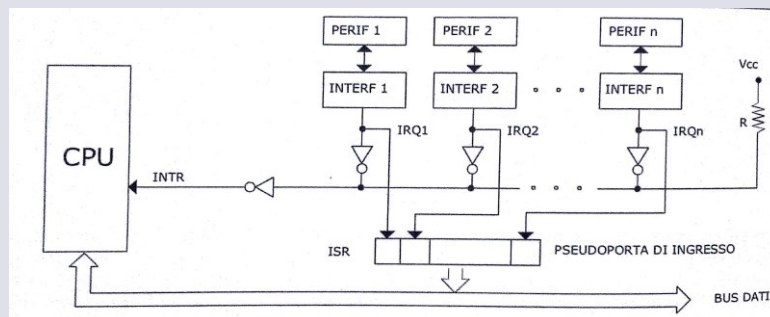 PERIF 1
PERIF 2
PERIF n
Vcc
INTERF 1
INTERF 2
INTERF n
R
IRQ1
IRQ2
IRQn
CPU
INTR
ISR
PSEUDOPORTA DI INGRESSO
BUS DATI